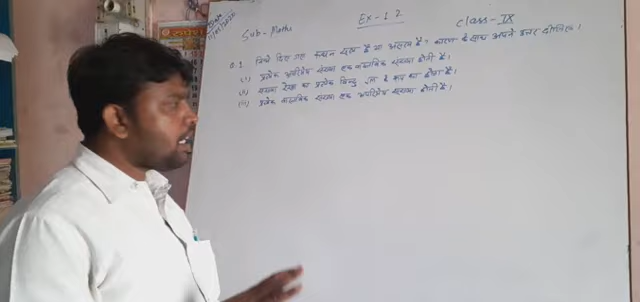 Sub- Maths
Ex-1.2
Class-IX
Q.1 नीचे दिए गए कथन सत्य है या असत्य है? कारण के साथ अपने उत्तर दीजिए।
(i) प्रत्येक अपरिमेय संख्या एक वास्तविक संख्या होती है।
(ii) संख्या रेखा का प्रत्येक बिन्दु √m के रूप का होता है।
(iii) प्रत्येक वास्तविक संख्या एक अपरिमेय संख्या होती है।